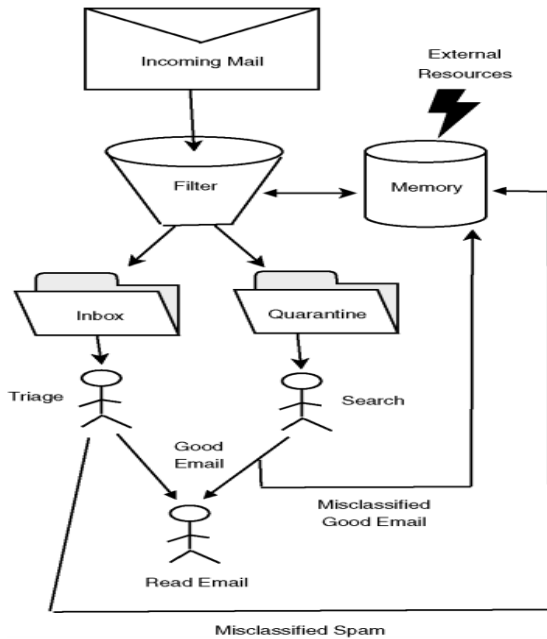 Incoming Mail
External
Resources
Filter
Memory
Inbox
Quarantine
Triage
Search
Good
Email
Misclassified
Good Email
Read Email
Misclassified Spam